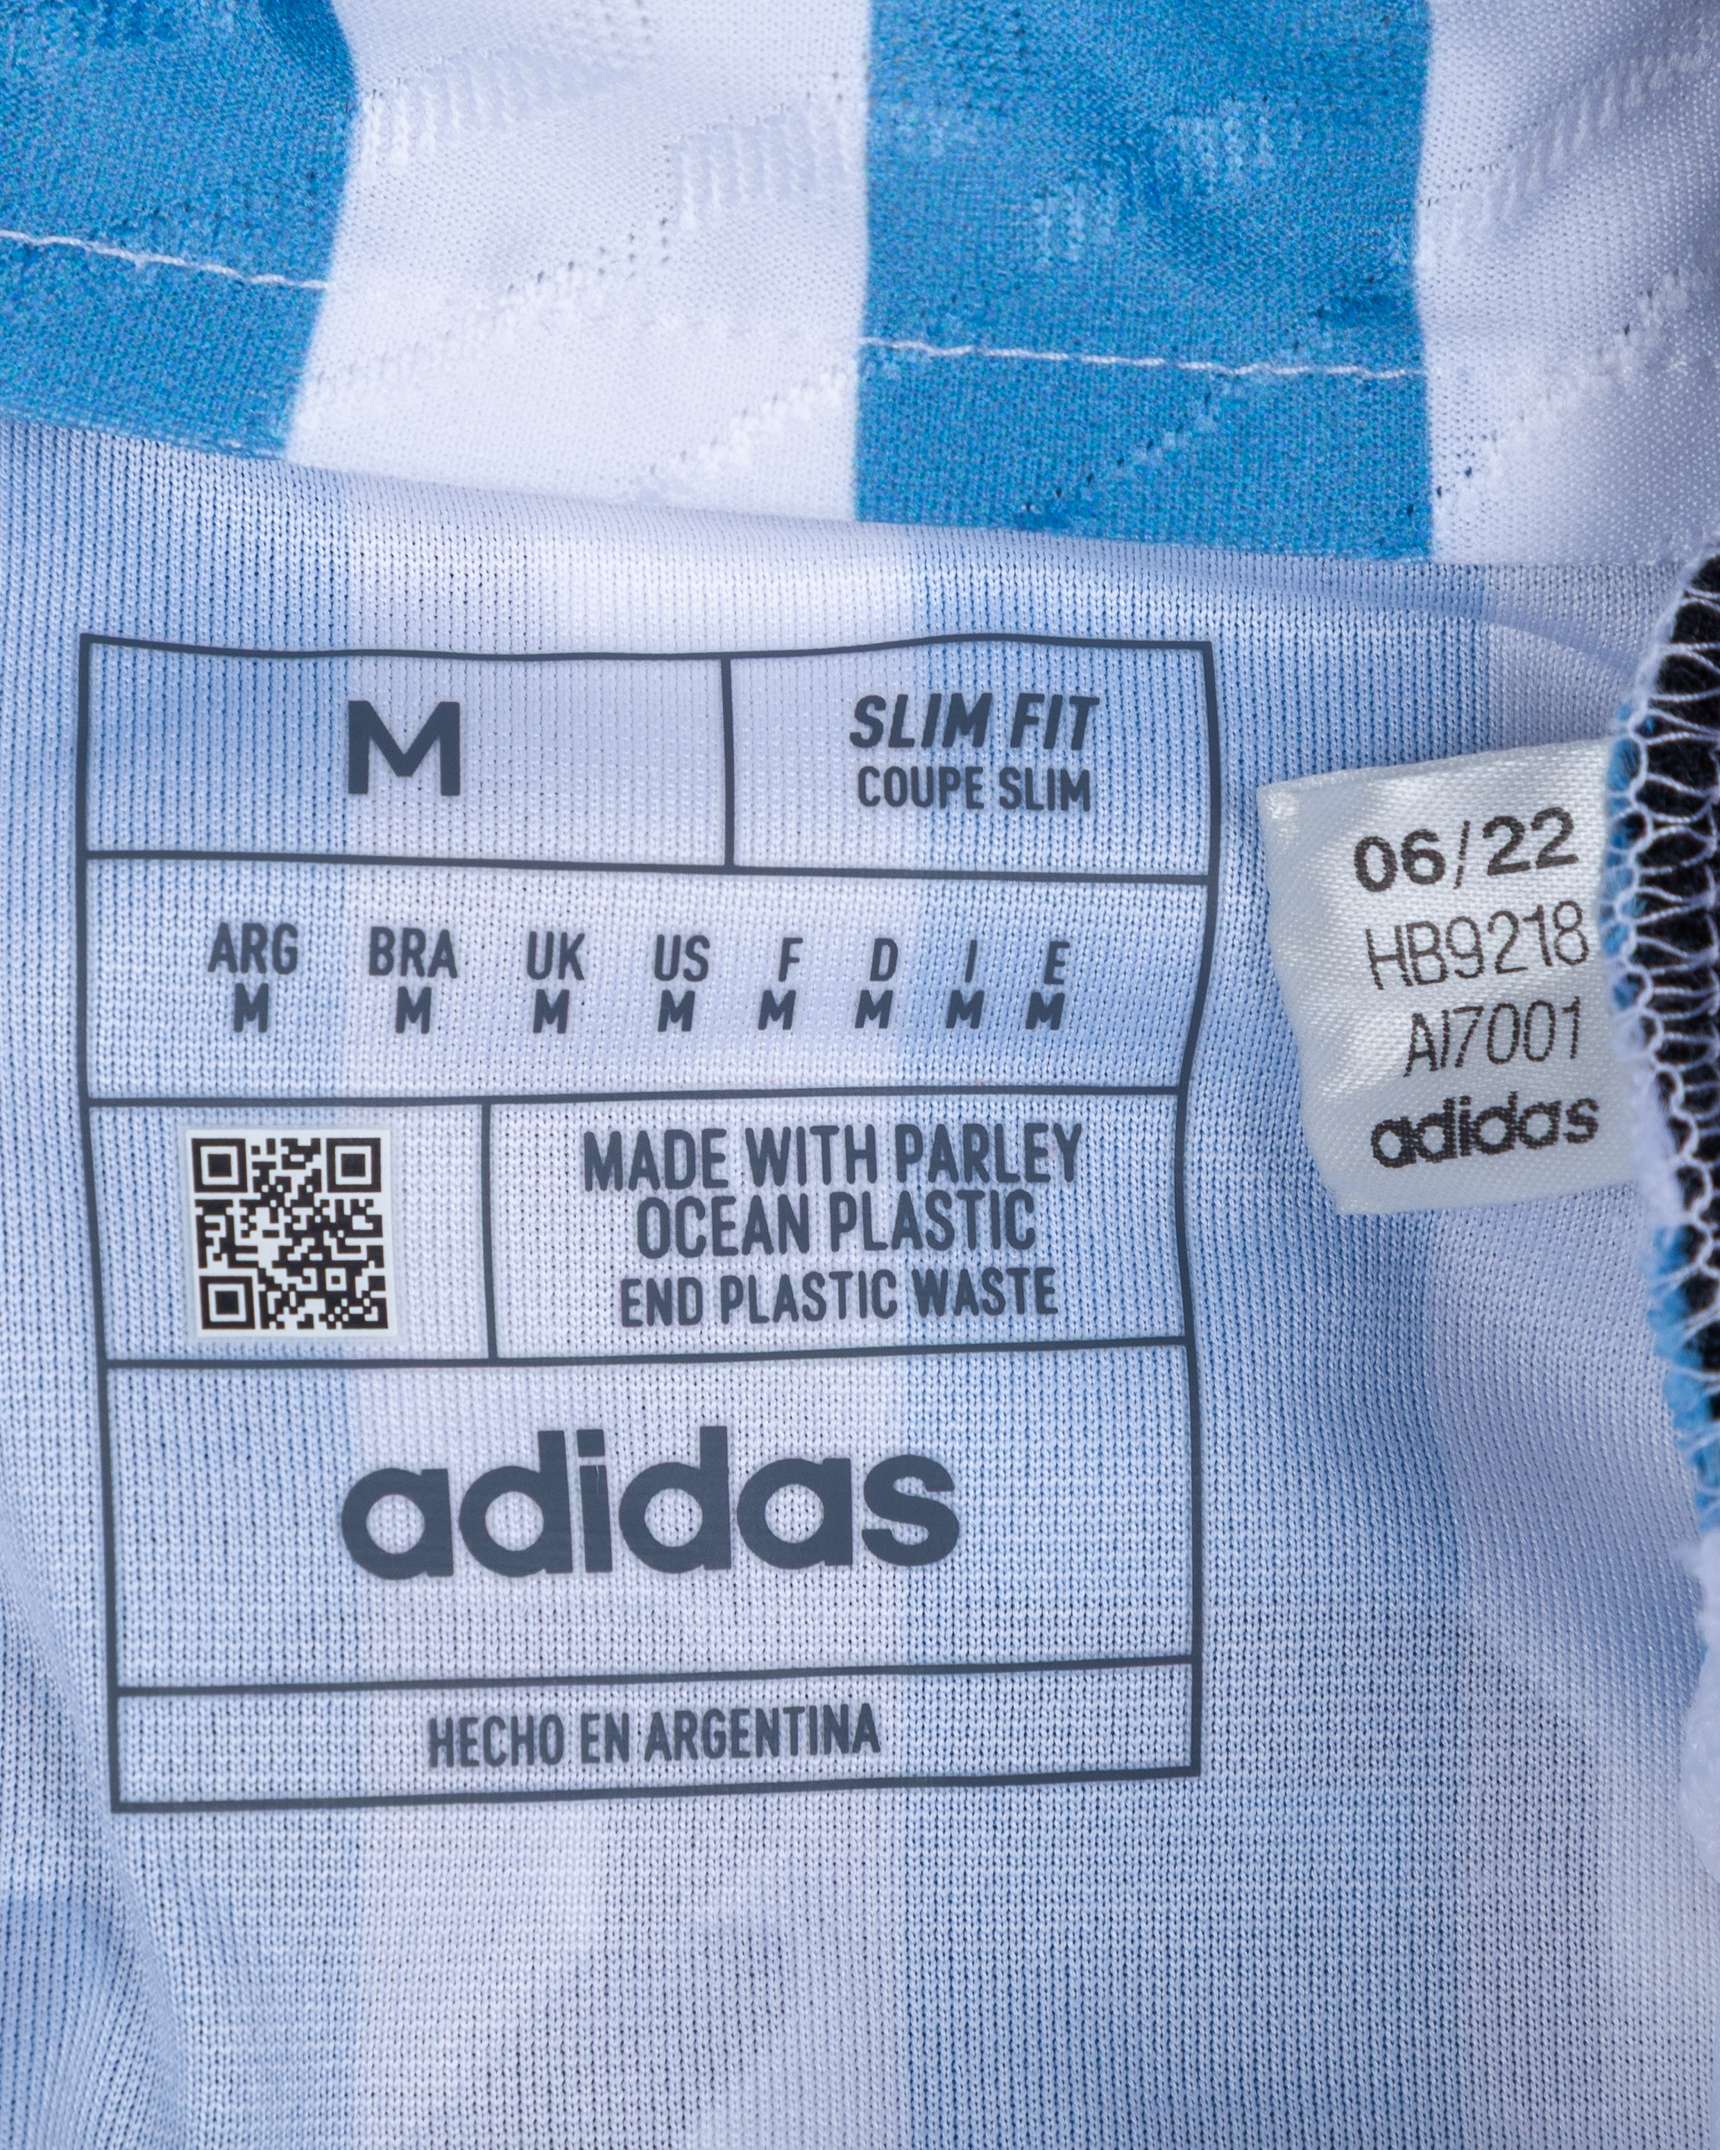 M
SLIM FIT
COUPE SLIM
ARG BRA UK US F D I E
M M M M M M M M
MADE WITH PARLEY
OCEAN PLASTIC
END PLASTIC WASTE
adidas
HECHO EN ARGENTINA
06/22
HB9218
AI7001
adidas